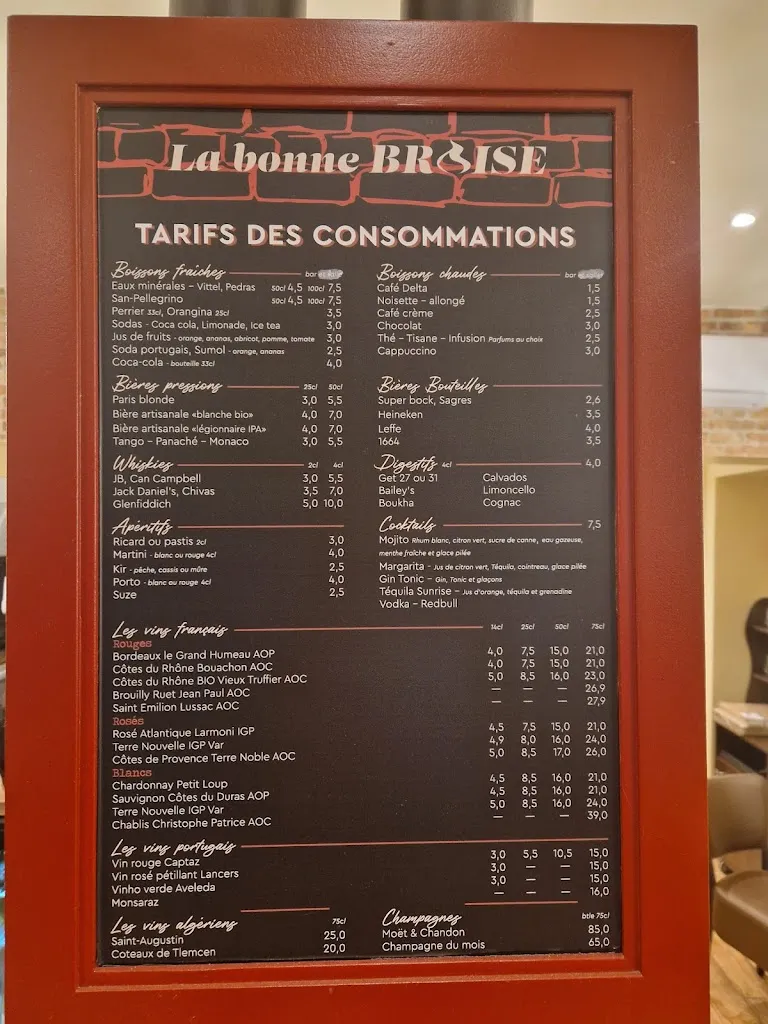 La bonne BRAISE
TARIFS DES CONSOMMATIONS
Boissons fraîches bar
Eaux minérales - Vittel, Pedras 50cl 4,5 100cl 7,5
San-Pellegrino 50cl 4,5 100cl 7,5
Perrier 33cl, Orangina 25cl 3,5
Sodas - Coca cola, Limonade, Ice tea 3,0
Jus de fruits - orange, ananas, abricot, pomme, tomate 3,0
Soda portugais, Sumol - orange, ananas 2,5
Coca-cola - bouteille 33cl 4,0
Boissons chaudes bar
Café Delta 1,5
Noisette - allongé 1,5
Café crème 2,5
Chocolat 3,0
Thé - Tisane - Infusion Parfums au choix 2,5
Cappuccino 3,0
Bières pressions 25cl 50cl
Paris blonde 3,0 5,5
Bière artisanale «blanche bio» 4,0 7,0
Bière artisanale «légionnaire IPA» 4,0 7,0
Tango - Panaché - Monaco 3,0 5,5
Bières Bouteilles
Super bock, Sagres 2,6
Heineken 3,5
Leffe 4,0
1664 3,5
Whiskies 2cl 4cl
JB, Can Campbell 3,0 5,5
Jack Daniel's, Chivas 3,5 7,0
Glenfiddich 5,0 10,0
Digestifs 4cl 4,0
Get 27 ou 31 Calvados
Bailey's Limoncello
Boukha Cognac
Apéritifs
Ricard ou pastis 2cl 3,0
Martini - blanc ou rouge 4cl 4,0
Kir - pêche, cassis ou mûre 2,5
Porto - blanc ou rouge 4cl 4,0
Suze 2,5
Cocktails 7,5
Mojito Rhum blanc, citron vert, sucre de canne, eau gazeuse,
menthe fraîche et glace pilée
Margarita - Jus de citron vert, Téquila, cointreau, glace pilée
Gin Tonic - Gin, Tonic et glaçons
Téquila Sunrise - Jus d'orange, téquila et grenadine
Vodka - Redbull
Les vins français 14cl 25cl 50cl 75cl
Rouges
Bordeaux le Grand Humeau AOP 4,0 7,5 15,0 21,0
Côtes du Rhône Bouachon AOC 4,0 7,5 15,0 21,0
Côtes du Rhône BIO Vieux Truffier AOC 5,0 8,5 16,0 23,0
Brouilly Ruet Jean Paul AOC — — — 26,9
Saint Emilion Lussac AOC — — — 27,9
Rosés
Rosé Atlantique Larmoni IGP 4,5 7,5 15,0 21,0
Terre Nouvelle IGP Var 4,9 8,0 16,0 24,0
Côtes de Provence Terre Noble AOC 5,0 8,5 17,0 26,0
Blancs
Chardonnay Petit Loup 4,5 8,5 16,0 21,0
Sauvignon Côtes du Duras AOP 4,5 8,5 16,0 21,0
Terre Nouvelle IGP Var 5,0 8,5 16,0 24,0
Chablis Christophe Patrice AOC — — — 39,0
Les vins portugais
Vin rouge Captaz 3,0 5,5 10,5 15,0
Vin rosé pétillant Lancers 3,0 — — 15,0
Vinho verde Aveleda 3,0 — — 15,0
Monsaraz — — — 16,0
Les vins algériens 75cl
Saint-Augustin 25,0
Coteaux de Tlemcen 20,0
Champagnes btle 75cl
Moët & Chandon 85,0
Champagne du mois 65,0